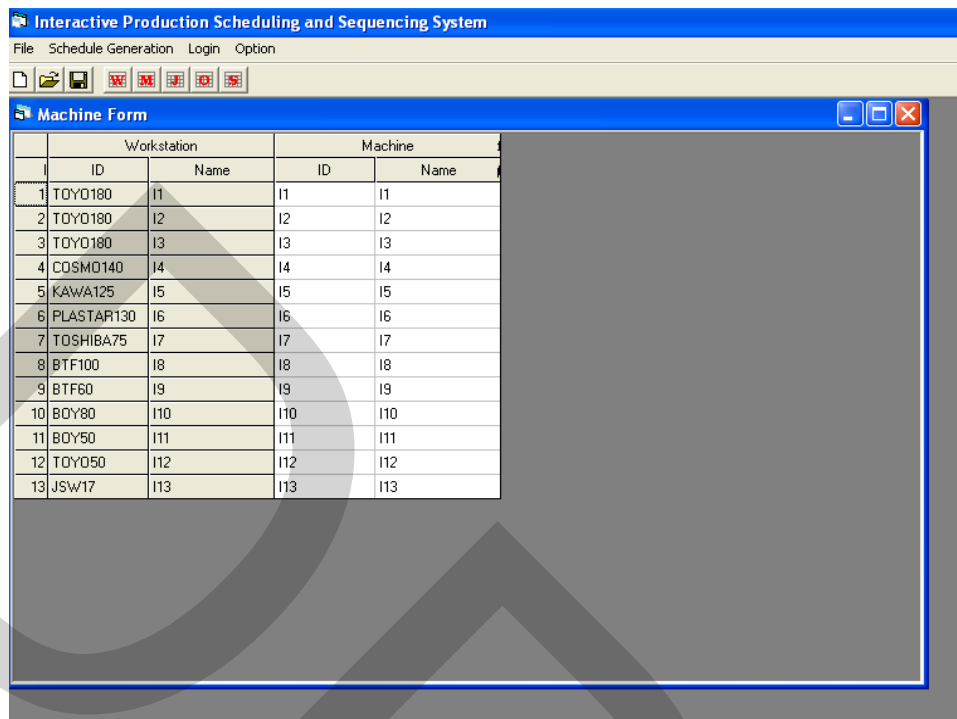 Interactive Production Scheduling and Sequencing System
File Schedule Generation Login Option
W M J O S
Machine Form
Workstation Machine
ID Name ID Name
1 TOYO180 I1 I1 I1
2 TOYO180 I2 I2 I2
3 TOYO180 I3 I3 I3
4 COSMO140 I4 I4 I4
5 KAWA125 I5 I5 I5
6 PLASTAR130 I6 I6 I6
7 TOSHIBA75 I7 I7 I7
8 BTF100 I8 I8 I8
9 BTF60 I9 I9 I9
10 BOY80 I10 I10 I10
11 BOY50 I11 I11 I11
12 TOYO50 I12 I12 I12
13 JSW17 I13 I13 I13